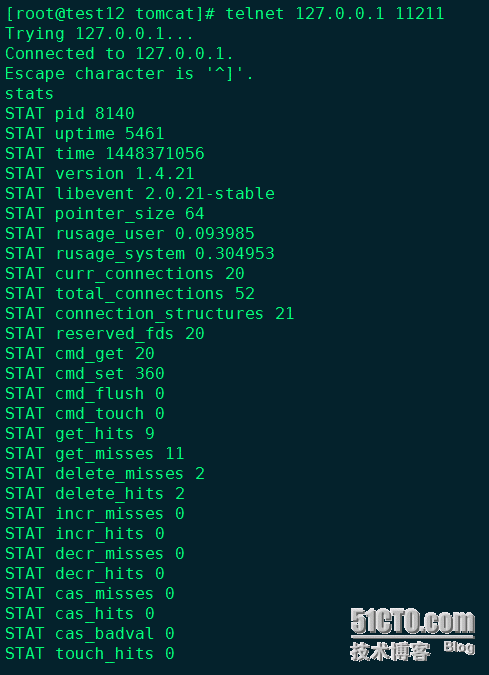 [root@test12 tomcat]# telnet 127.0.0.1 11211
Trying 127.0.0.1...
Connected to 127.0.0.1.
Escape character is '^]'.
stats
STAT pid 8140
STAT uptime 5461
STAT time 1448371056
STAT version 1.4.21
STAT libevent 2.0.21-stable
STAT pointer_size 64
STAT rusage_user 0.093985
STAT rusage_system 0.304953
STAT curr_connections 20
STAT total_connections 52
STAT connection_structures 21
STAT reserved_fds 20
STAT cmd_get 20
STAT cmd_set 360
STAT cmd_flush 0
STAT cmd_touch 0
STAT get_hits 9
STAT get_misses 11
STAT delete_misses 2
STAT delete_hits 2
STAT incr_misses 0
STAT incr_hits 0
STAT decr_misses 0
STAT decr_hits 0
STAT cas_misses 0
STAT cas_hits 0
STAT cas_badval 0
STAT touch_hits 0
51CTO.com
技术博客 Blog